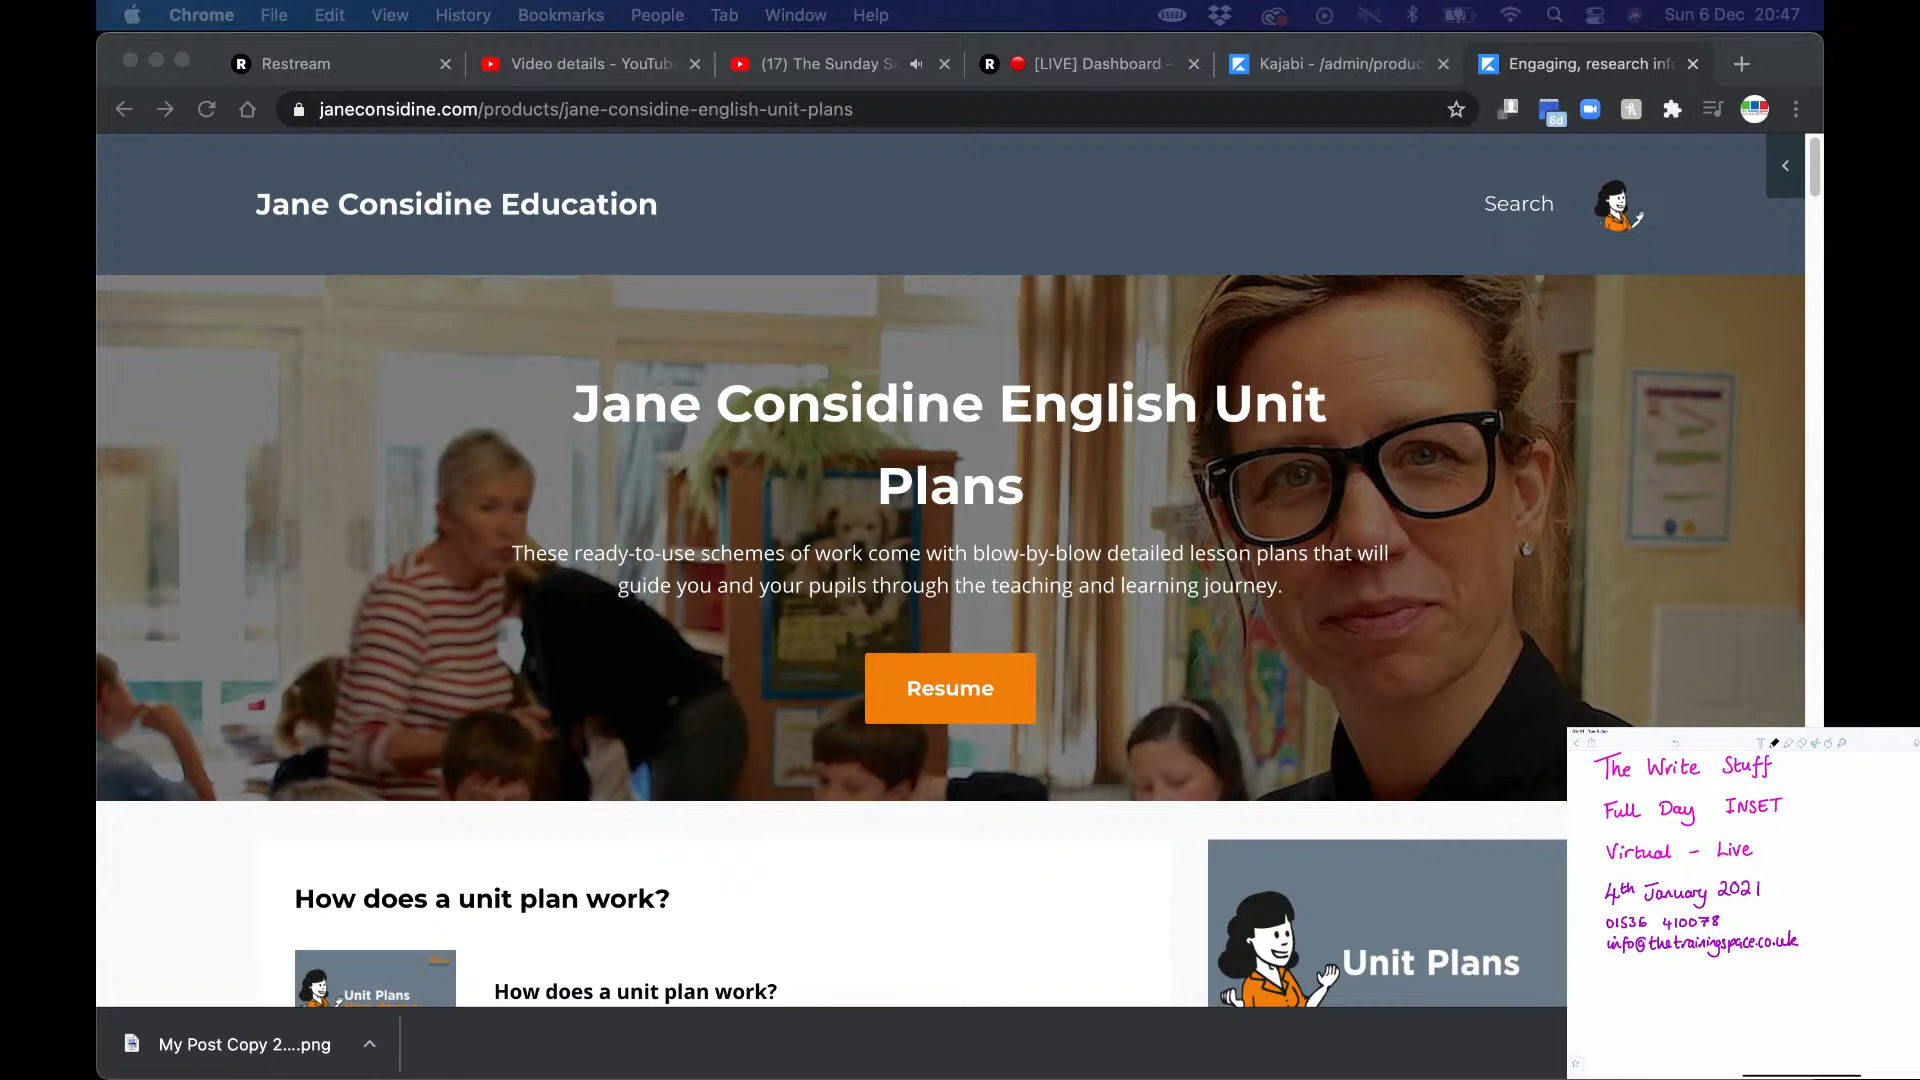 Chrome File Edit View History Bookmarks People Tab Window Help Sun 6 Dec 20:47
Restream
Video details - YouTub
(17) The Sunday S
[LIVE] Dashboard -
Kajabi - /admin/produc
Engaging, research inf
janeconsidine.com/products/jane-considine-english-unit-plans
6d
Jane Considine Education
Search
Jane Considine English Unit
Plans
These ready-to-use schemes of work come with blow-by-blow detailed lesson plans that will
guide you and your pupils through the teaching and learning journey.
Resume
How does a unit plan work?
Unit Plans
How does a unit plan work?
Unit Plans
The Write Stuff
Full Day INSET
Virtual - Live
4th January 2021
01536 410078
info@thetrainingspace.co.uk
My Post Copy 2....png